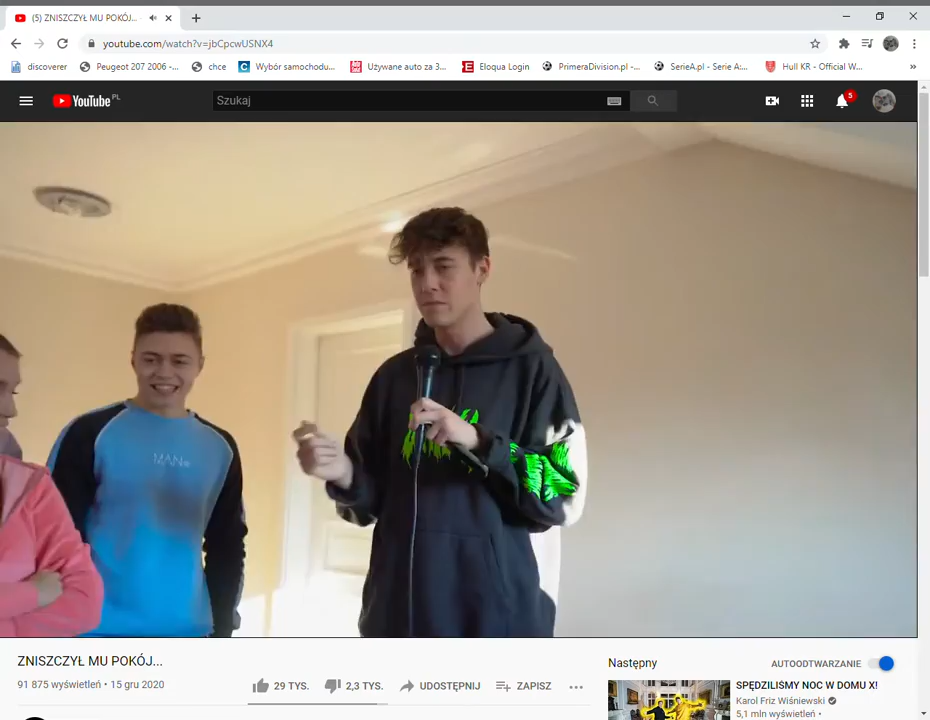 (5) ZNISZCZYŁ MU POKÓJ...
youtube.com/watch?v=jbCpcwUSNX4
discoverer Peugeot 207 2006 -... chce Wybór samochodu... Uzywane auto za 3... Eloqua Login PrimeraDivision.pl -... SerieA.pl - Serie A:... Hull KR - Official W... »
YouTube PL Szukaj 5
MAN
ZNISZCZYŁ MU POKÓJ...
91 875 wyświetleń • 15 gru 2020
29 TYS. 2,3 TYS. UDOSTĘPNIJ ZAPISZ
Następny AUTOODTWARZANIE
SPĘDZILIŚMY NOC W DOMU X!
Karol Friz Wiśniewski
5,1 mln wyświetleń •